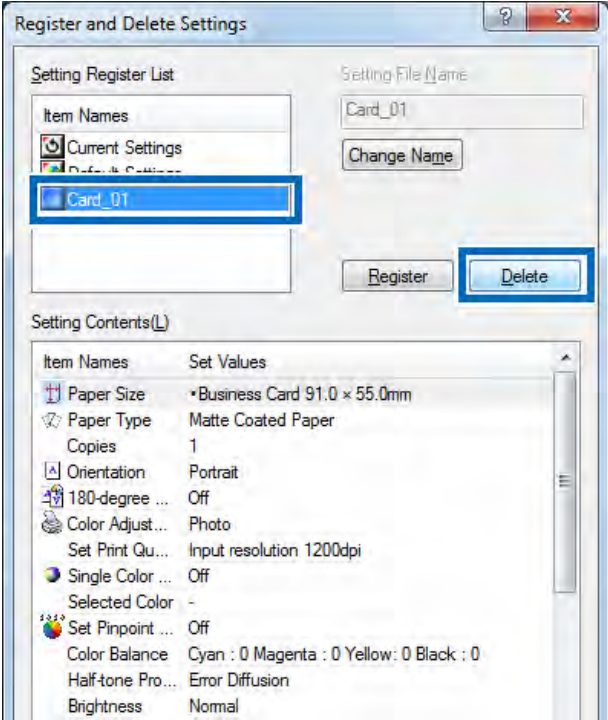 Register and Delete Settings
Setting Register List
Setting File Name
Item Names
Card_01
Current Settings
Change Name
Default Settings
Card_01
Register
Delete
Setting Contents(L)
Item Names Set Values
Paper Size •Business Card 91.0 × 55.0mm
Paper Type Matte Coated Paper
Copies 1
Orientation Portrait
180-degree ... Off
Color Adjust... Photo
Set Print Qu... Input resolution 1200dpi
Single Color ... Off
Selected Color -
Set Pinpoint ... Off
Color Balance Cyan : 0 Magenta : 0 Yellow: 0 Black : 0
Half-tone Pro... Error Diffusion
Brightness Normal